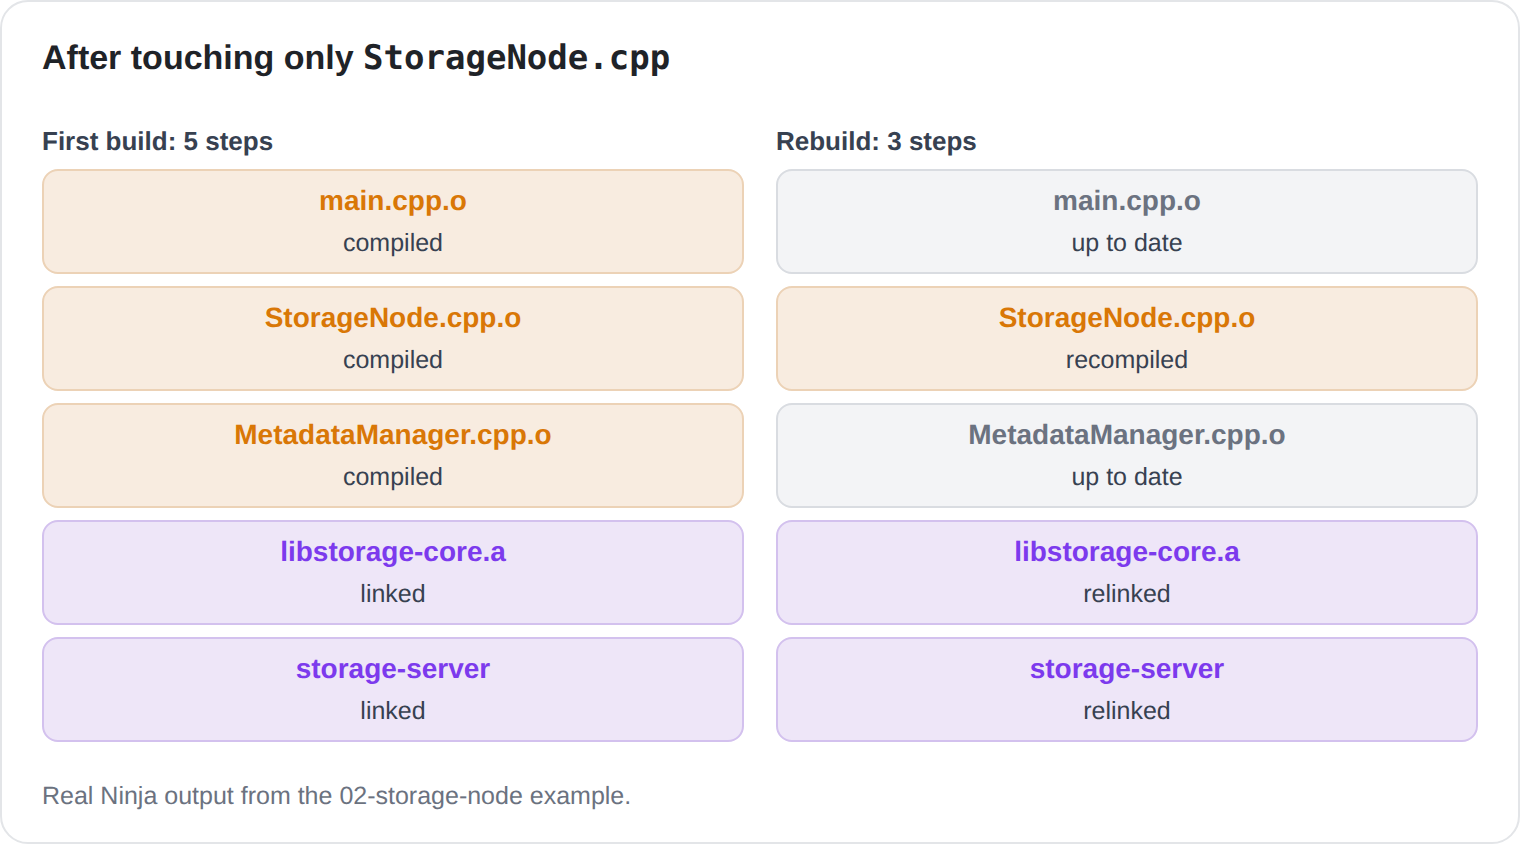 After touching only StorageNode.cpp
First build: 5 steps
main.cpp.o
compiled
StorageNode.cpp.o
compiled
MetadataManager.cpp.o
compiled
libstorage-core.a
linked
storage-server
linked
Rebuild: 3 steps
main.cpp.o
up to date
StorageNode.cpp.o
recompiled
MetadataManager.cpp.o
up to date
libstorage-core.a
relinked
storage-server
relinked
Real Ninja output from the 02-storage-node example.